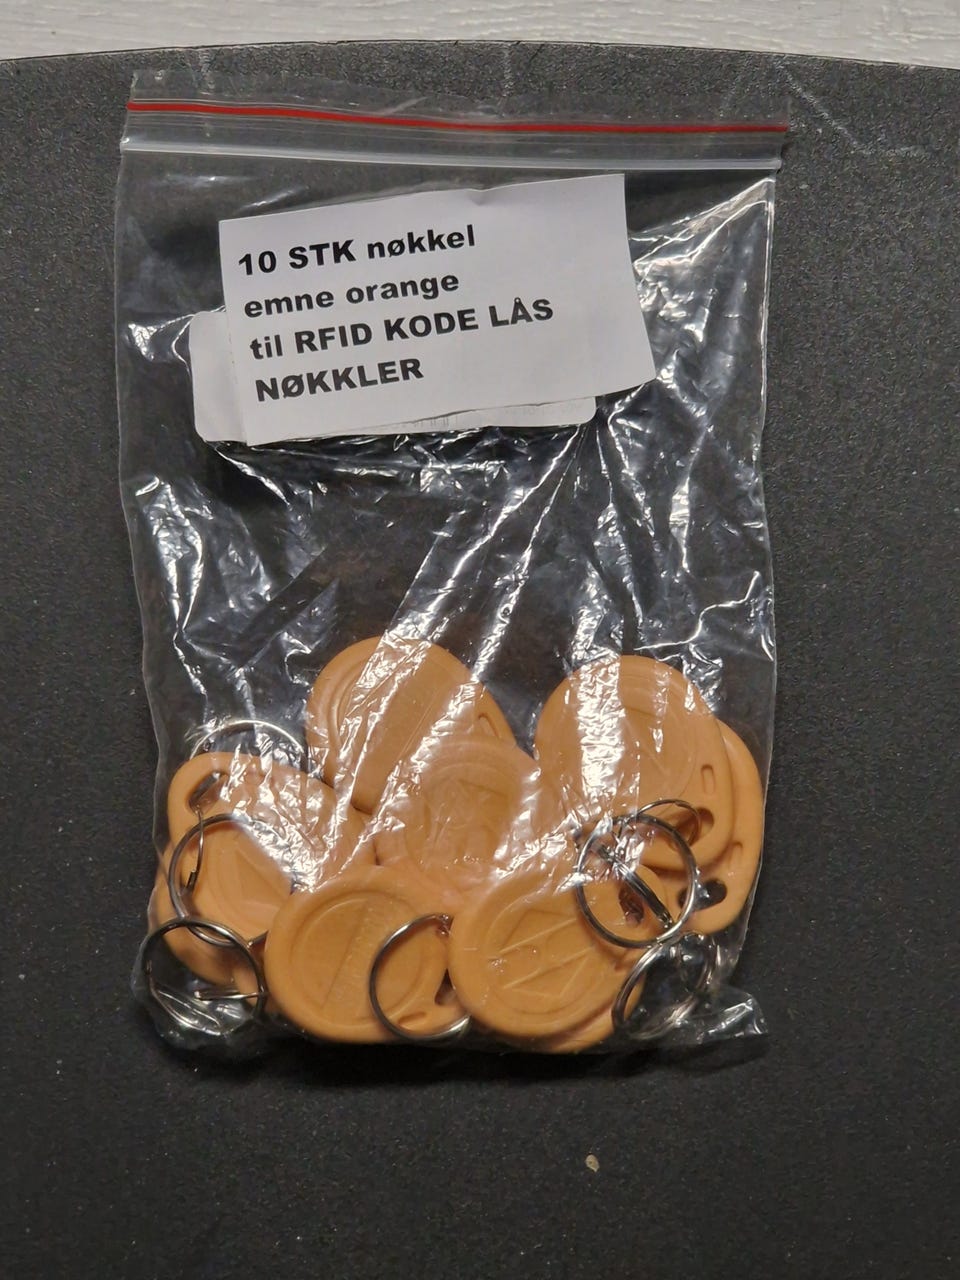 10 STK nøkkel
emne orange
til RFID KODE LÅS
NØKKLER